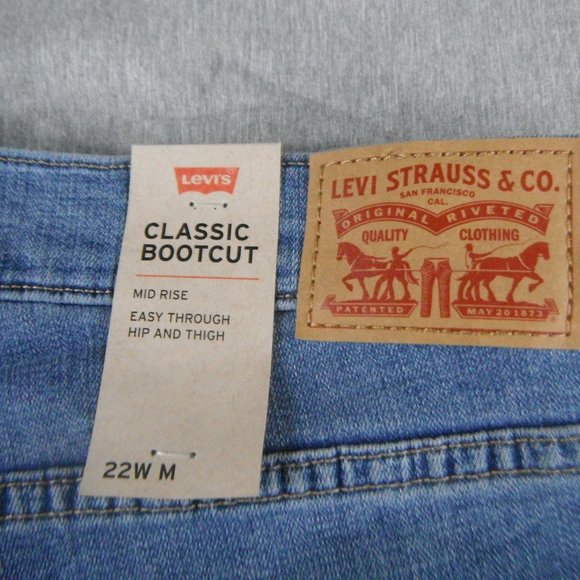 Levi's
CLASSIC
BOOTCUT
MID RISE
EASY THROUGH
HIP AND THIGH
22W M
LEVI STRAUSS & CO.
SAN FRANCISCO
CAL.
ORIGINAL RIVETED
QUALITY CLOTHING
PATENTED MAY 20 1873